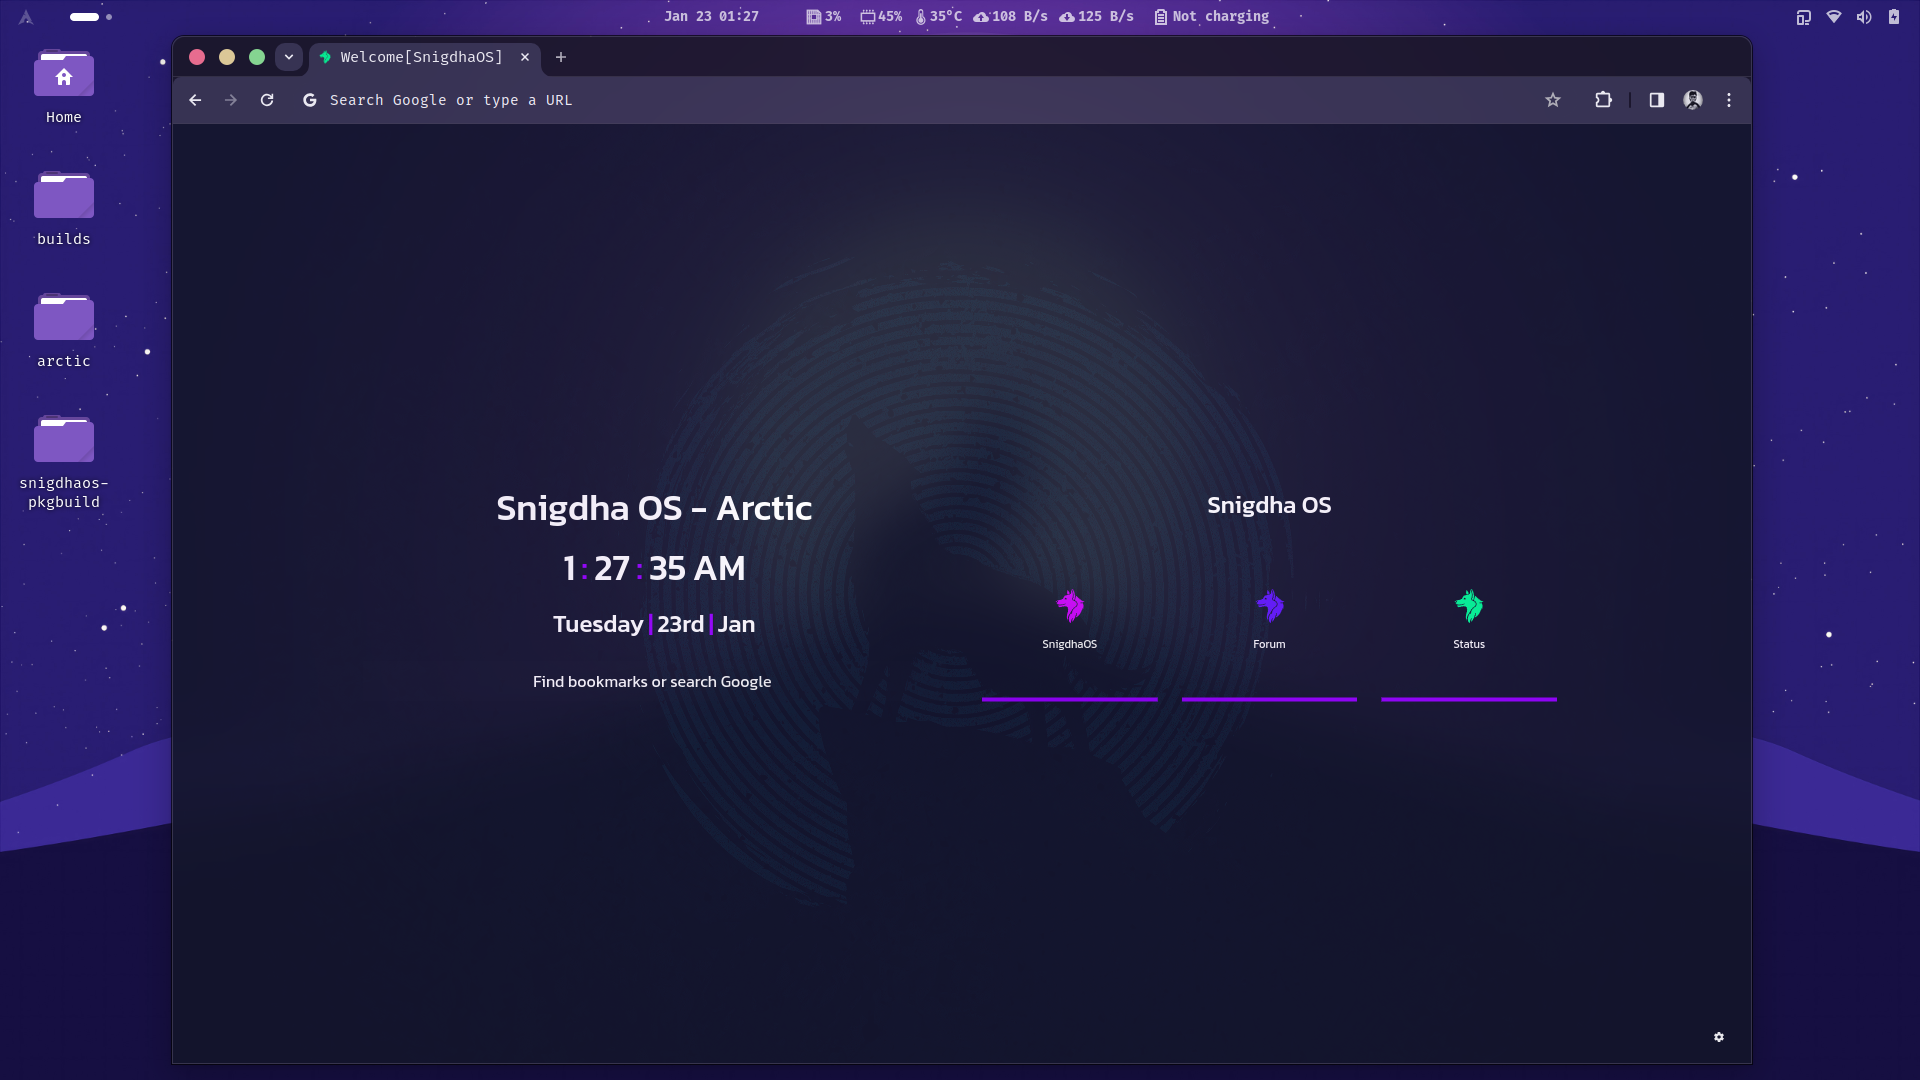 Jan 23 01:27 3% 45% 35°C 108 B/s 125 B/s Not charging
Home
builds
arctic
snigdhaos-
pkgbuild
Welcome[SnigdhaOS]
Search Google or type a URL
Snigdha OS - Arctic
1:27:35 AM
Tuesday|23rd|Jan
Find bookmarks or search Google
Snigdha OS
SnigdhaOS
Forum
Status